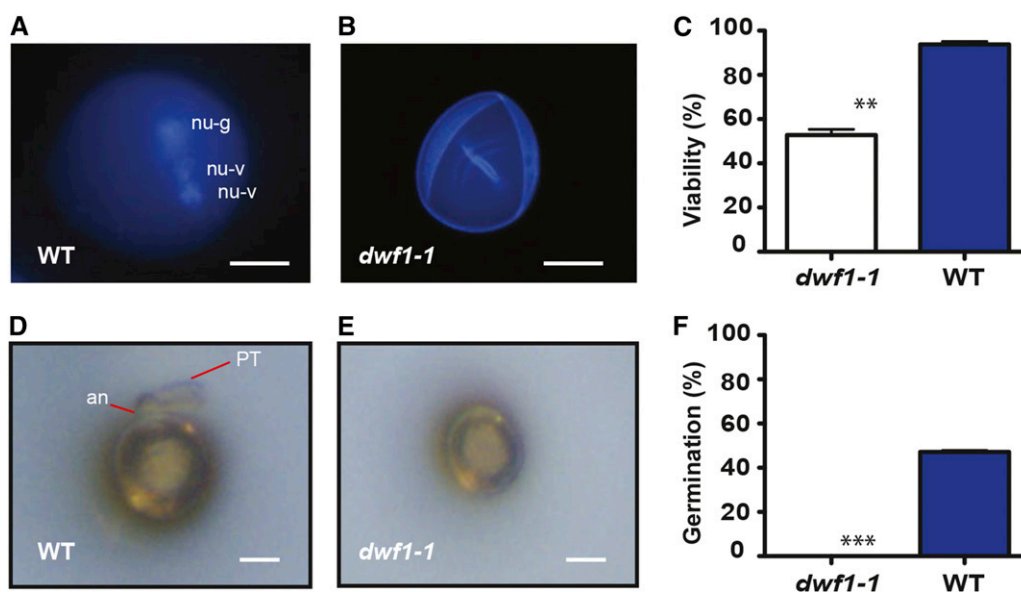 A
nu-g
nu-v
nu-v
WT
B
dwf1-1
C
Viability (%)
100
80
60
40
20
0
**
dwf1-1
WT
D
PT
an
WT
E
dwf1-1
F
Germination (%)
100
80
60
40
20
0
***
dwf1-1
WT